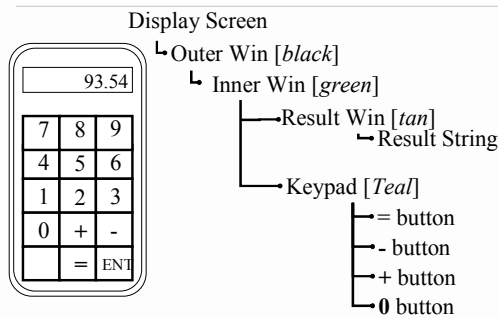 Display Screen
Outer Win [black]
Inner Win [green]
Result Win [tan]
Result String
Keypad [Teal]
= button
- button
+ button
0 button
93.54
7 8 9
4 5 6
1 2 3
0 + -
= ENT